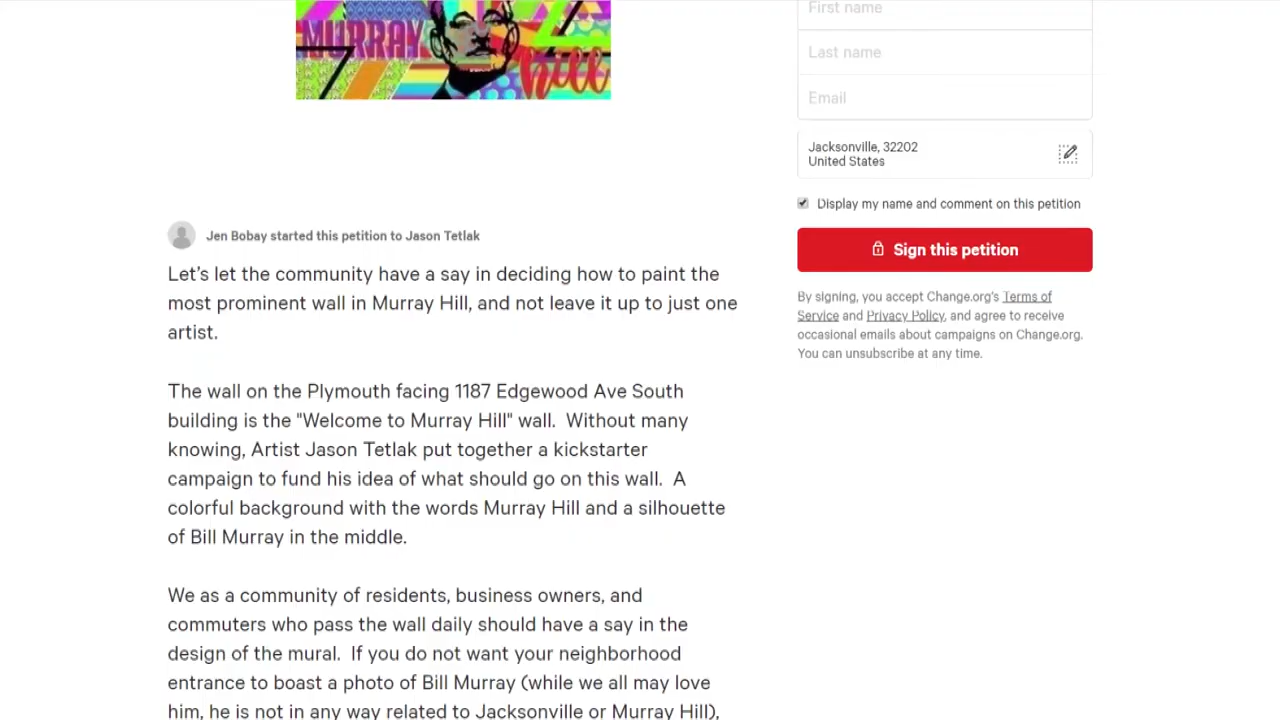 MURRAY
hill
First name
Last name
Email
Jacksonville, 32202
United States
Display my name and comment on this petition
Sign this petition
By signing, you accept Change.org's Terms of
Service and Privacy Policy, and agree to receive
occasional emails about campaigns on Change.org.
You can unsubscribe at any time.
Jen Bobay started this petition to Jason Tetlak
Let's let the community have a say in deciding how to paint the
most prominent wall in Murray Hill, and not leave it up to just one
artist.
The wall on the Plymouth facing 1187 Edgewood Ave South
building is the "Welcome to Murray Hill" wall.  Without many
knowing, Artist Jason Tetlak put together a kickstarter
campaign to fund his idea of what should go on this wall.  A
colorful background with the words Murray Hill and a silhouette
of Bill Murray in the middle.
We as a community of residents, business owners, and
commuters who pass the wall daily should have a say in the
design of the mural.  If you do not want your neighborhood
entrance to boast a photo of Bill Murray (while we all may love
him, he is not in any way related to Jacksonville or Murray Hill),